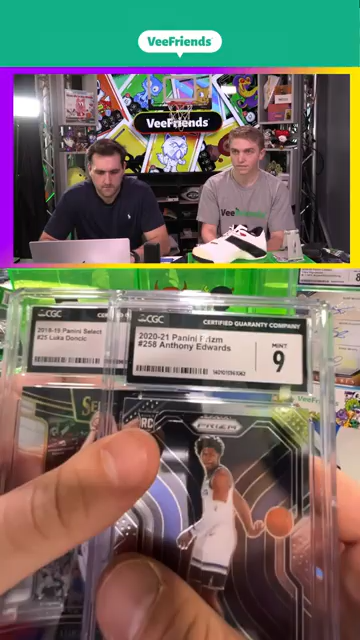 VeeFriends
VeeFriends
Vee
CGC
2018-19 Panini Select
#25 Luka Doncic
CGC
CERTIFIED GUARANTY COMPANY
2020-21 Panini Prizm
#258 Anthony Edwards
MINT
9
RC
PRIZM